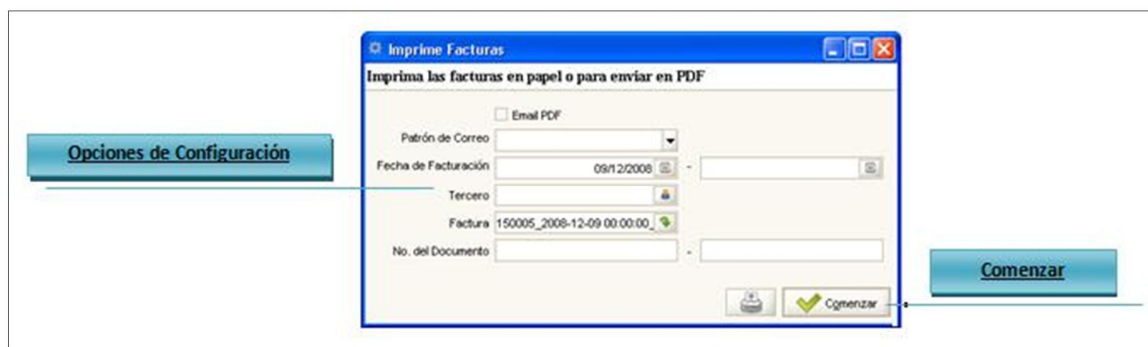 Imprime Facturas
Imprima las facturas en papel o para enviar en PDF
Email PDF
Patrón de Correo
Opciones de Configuración
Fecha de Facturación 09/12/2008 -
Tercero
Factura 150005_2008-12-09 00:00:00_
No. del Documento -
Comenzar
Comenzar